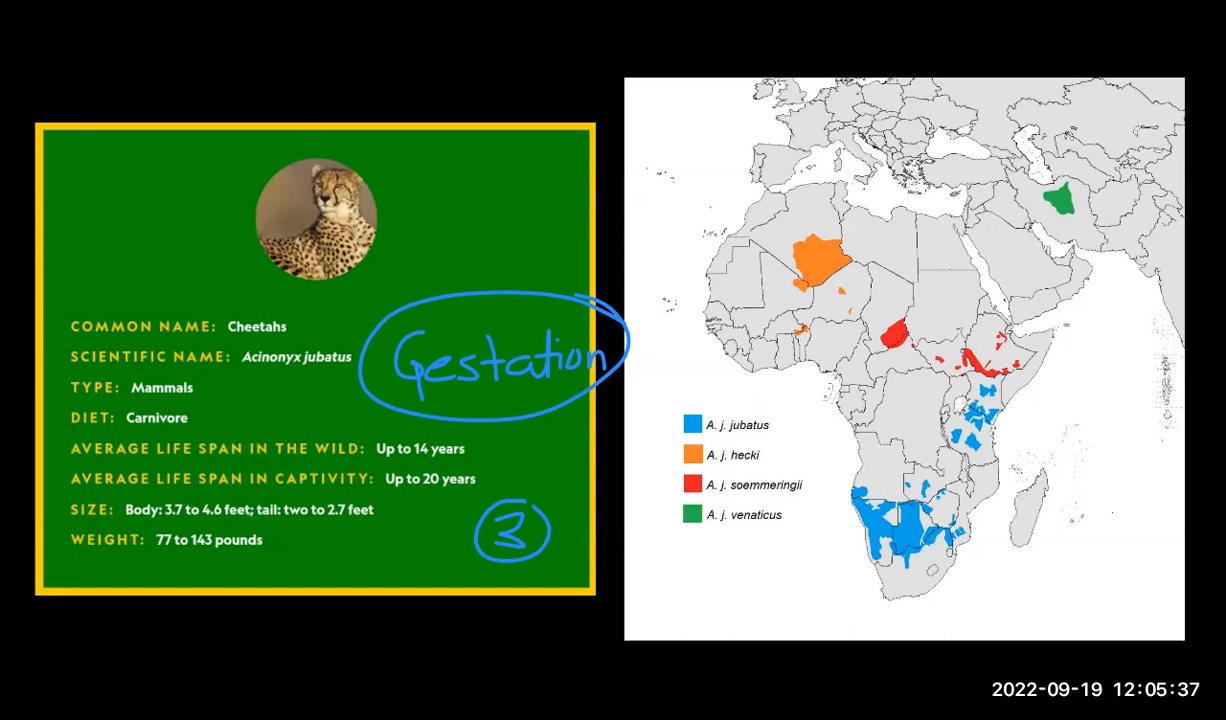 COMMON NAME: Cheetahs
SCIENTIFIC NAME: Acinonyx jubatus
TYPE: Mammals
DIET: Carnivore
AVERAGE LIFE SPAN IN THE WILD: Up to 14 years
AVERAGE LIFE SPAN IN CAPTIVITY: Up to 20 years
SIZE: Body: 3.7 to 4.6 feet; tail: two to 2.7 feet
WEIGHT: 77 to 143 pounds
Gestation
3
A. j. jubatus
A. j. hecki
A. j. soemmeringii
A. j. venaticus
2022-09-19 12:05:37